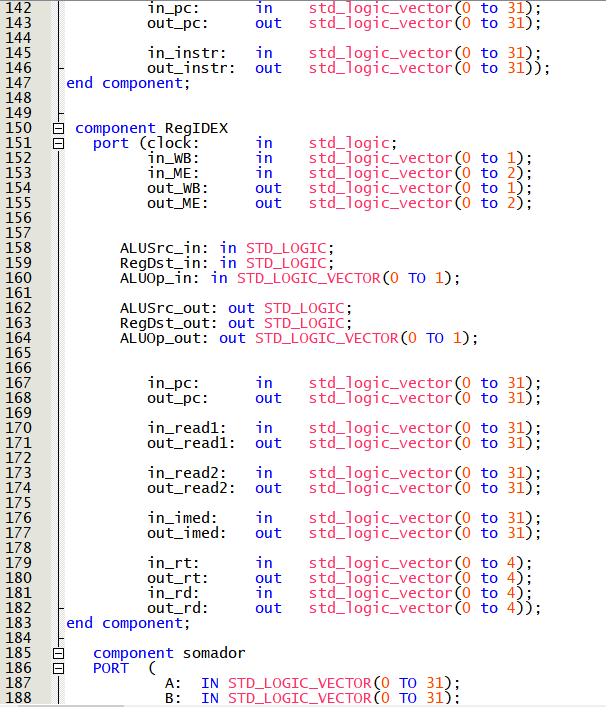 142 in_pc: in std_logic_vector(0 to 31);
143 out_pc: out std_logic_vector(0 to 31);
144
145 in_instr: in std_logic_vector(0 to 31);
146 out_instr: out std_logic_vector(0 to 31));
147 end component;
148
149
150 component RegIDEX
151 port (clock: in std_logic;
152 in_WB: in std_logic_vector(0 to 1);
153 in_ME: in std_logic_vector(0 to 2);
154 out_WB: out std_logic_vector(0 to 1);
155 out_ME: out std_logic_vector(0 to 2);
156
157
158 ALUSrc_in: in STD_LOGIC;
159 RegDst_in: in STD_LOGIC;
160 ALUOp_in: in STD_LOGIC_VECTOR(0 TO 1);
161
162 ALUSrc_out: out STD_LOGIC;
163 RegDst_out: out STD_LOGIC;
164 ALUOp_out: out STD_LOGIC_VECTOR(0 TO 1);
165
166
167 in_pc: in std_logic_vector(0 to 31);
168 out_pc: out std_logic_vector(0 to 31);
169
170 in_read1: in std_logic_vector(0 to 31);
171 out_read1: out std_logic_vector(0 to 31);
172
173 in_read2: in std_logic_vector(0 to 31);
174 out_read2: out std_logic_vector(0 to 31);
175
176 in_imed: in std_logic_vector(0 to 31);
177 out_imed: out std_logic_vector(0 to 31);
178
179 in_rt: in std_logic_vector(0 to 4);
180 out_rt: out std_logic_vector(0 to 4);
181 in_rd: in std_logic_vector(0 to 4);
182 out_rd: out std_logic_vector(0 to 4));
183 end component;
184
185 component somador
186 PORT (
187 A: IN STD_LOGIC_VECTOR(0 TO 31);
188 B: IN STD_LOGIC_VECTOR(0 TO 31);